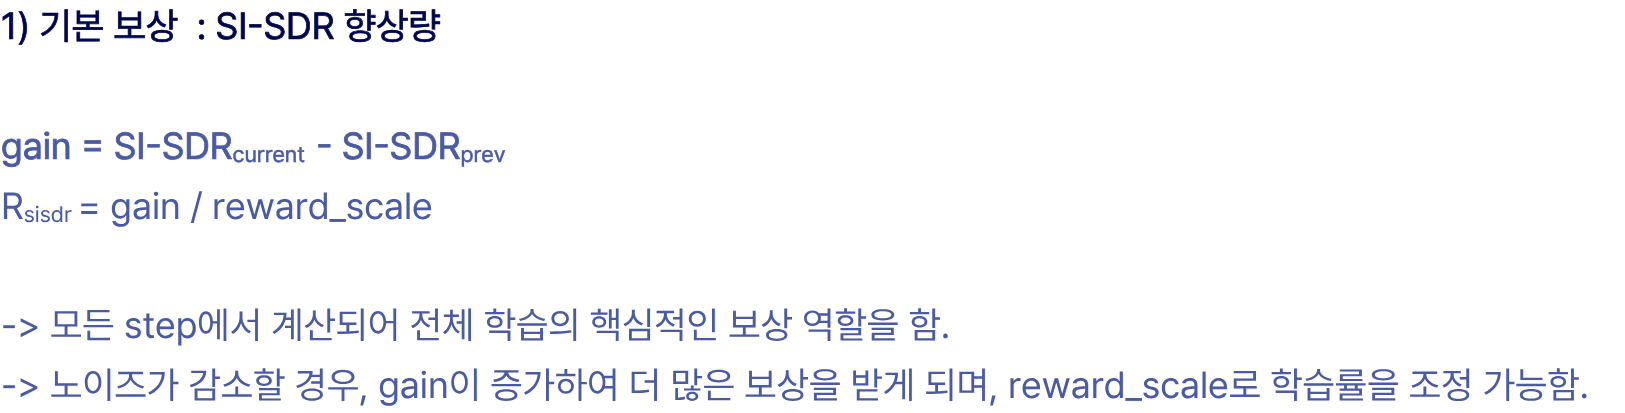 1) 기본 보상 : SI-SDR 향상량
gain = SI-SDRcurrent - SI-SDRprev
Rsisdr = gain / reward_scale
-> 모든 step에서 계산되어 전체 학습의 핵심적인 보상 역할을 함.
-> 노이즈가 감소할 경우, gain이 증가하여 더 많은 보상을 받게 되며, reward_scale로 학습률을 조정 가능함.